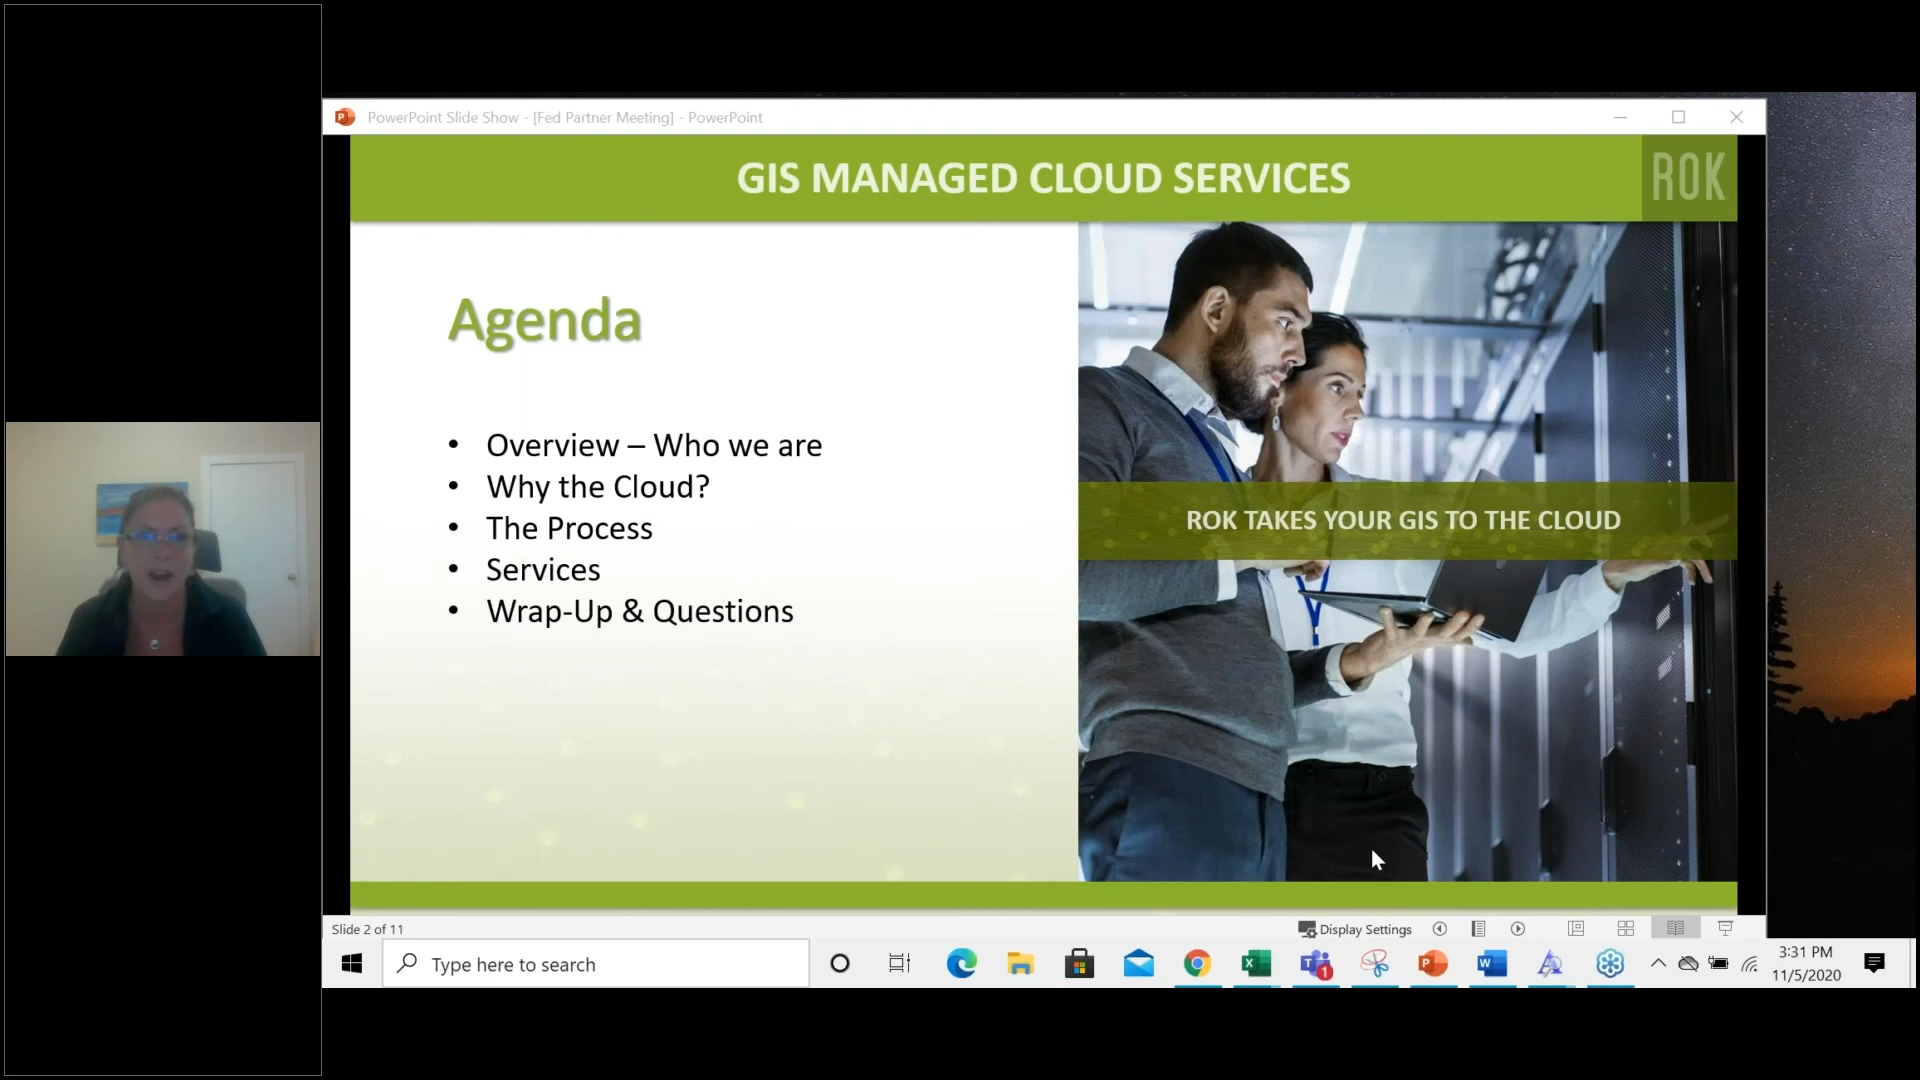 PowerPoint Slide Show - [Fed Partner Meeting] - PowerPoint
GIS MANAGED CLOUD SERVICES
ROK
Agenda
• Overview – Who we are
• Why the Cloud?
• The Process
• Services
• Wrap-Up & Questions
ROK TAKES YOUR GIS TO THE CLOUD
Slide 2 of 11
Display Settings
Type here to search
1
3:31 PM
11/5/2020